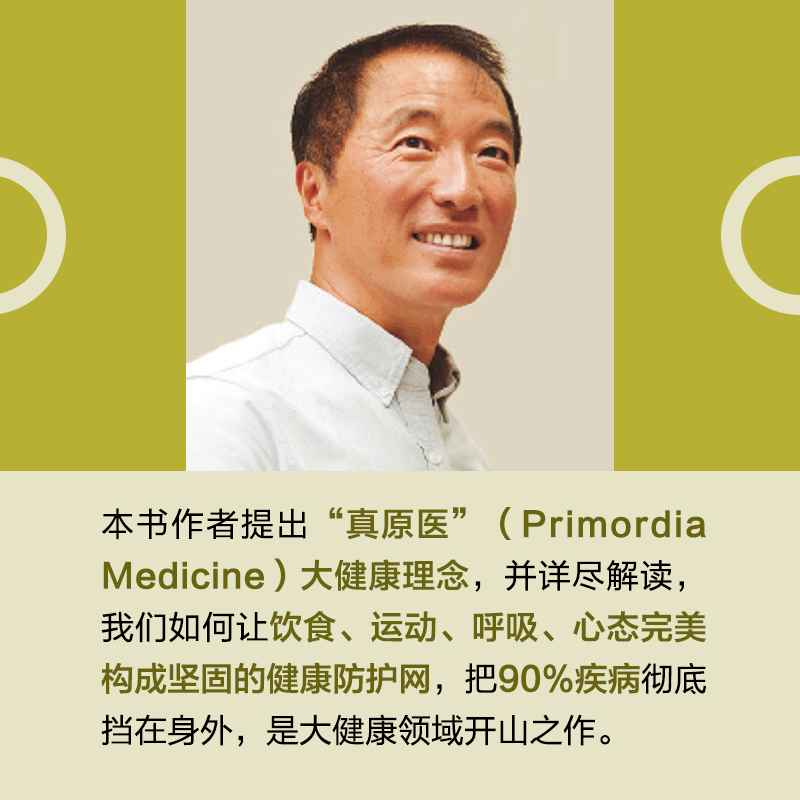 本书作者提出“真原医”（Primordia
Medicine）大健康理念，并详尽解读，
我们如何让饮食、运动、呼吸、心态完美
构成坚固的健康防护网，把90%疾病彻底
挡在身外，是大健康领域开山之作。